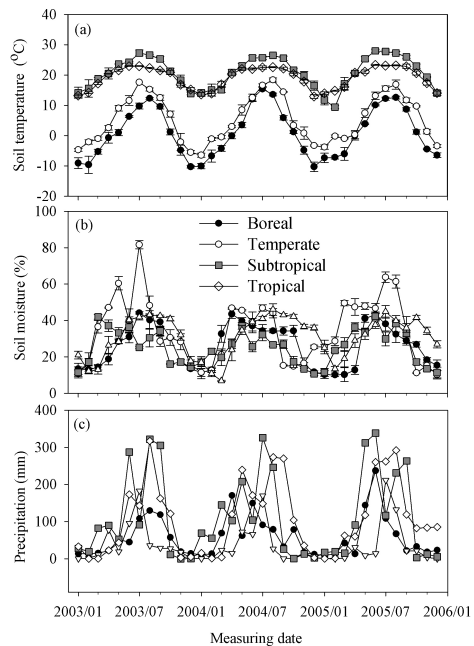 (a)
40
30
20
10
0
-10
-20
Soil temperature (°C)
(b)
100
80
60
40
20
0
Soil moisture (%)
Boreal
Temperate
Subtropical
Tropical
(c)
400
300
200
100
0
Precipitation (mm)
2003/01 2003/07 2004/01 2004/07 2005/01 2005/07 2006/01
Measuring date